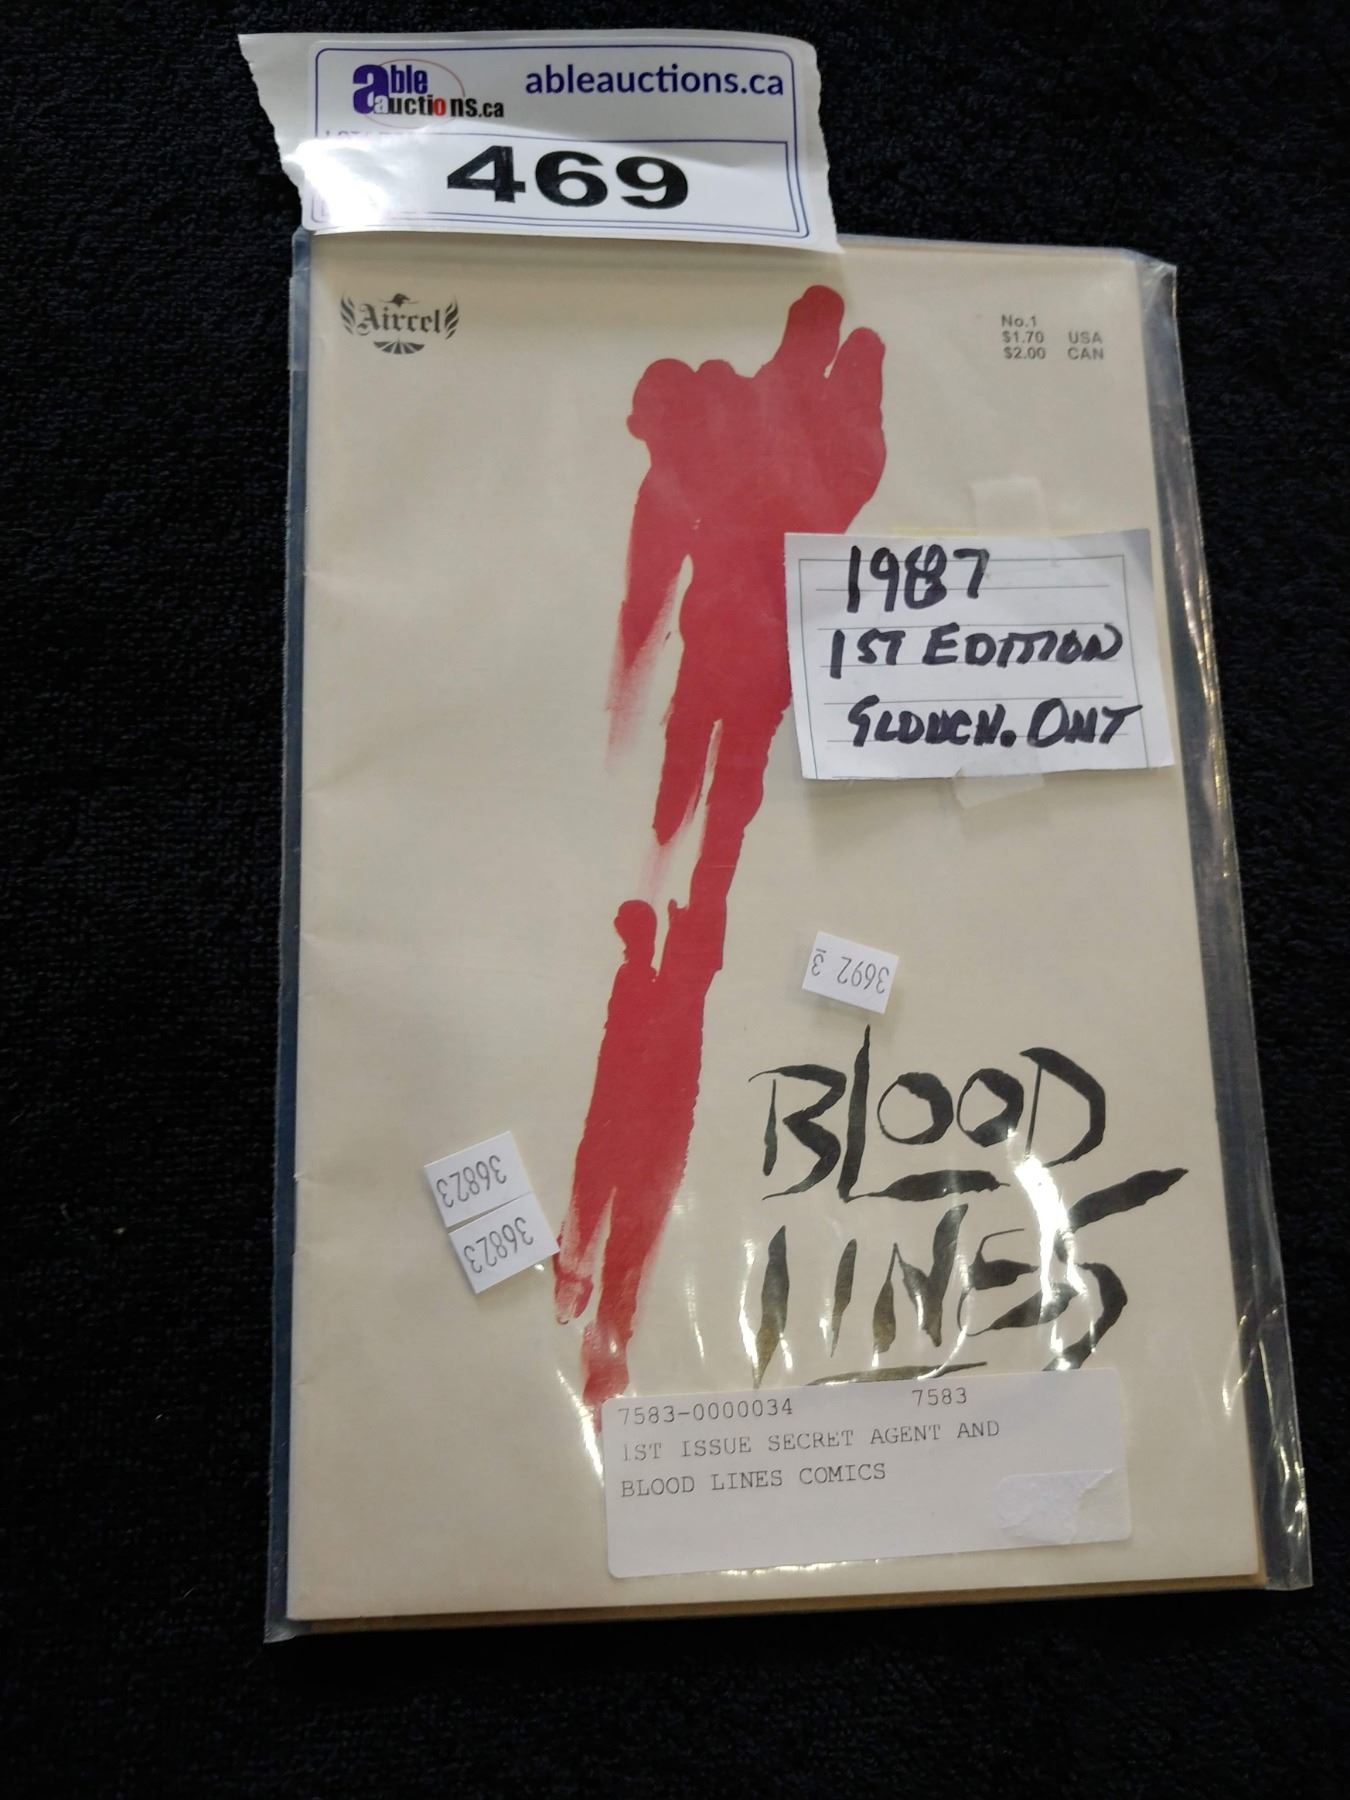 able auctions.ca
ableauctions.ca
469
Aircel
No.1
$1.70 USA
$2.00 CAN
1987
1ST EDITION
GLOUCH. ONT
3692 3
BLOOD
LINES
36823
36823
7583-0000034 7583
1ST ISSUE SECRET AGENT AND
BLOOD LINES COMICS